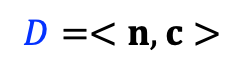 D =< n, c >